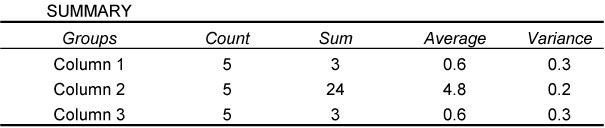 SUMMARY
Groups Count Sum Average Variance
Column 1 5 3 0.6 0.3
Column 2 5 24 4.8 0.2
Column 3 5 3 0.6 0.3